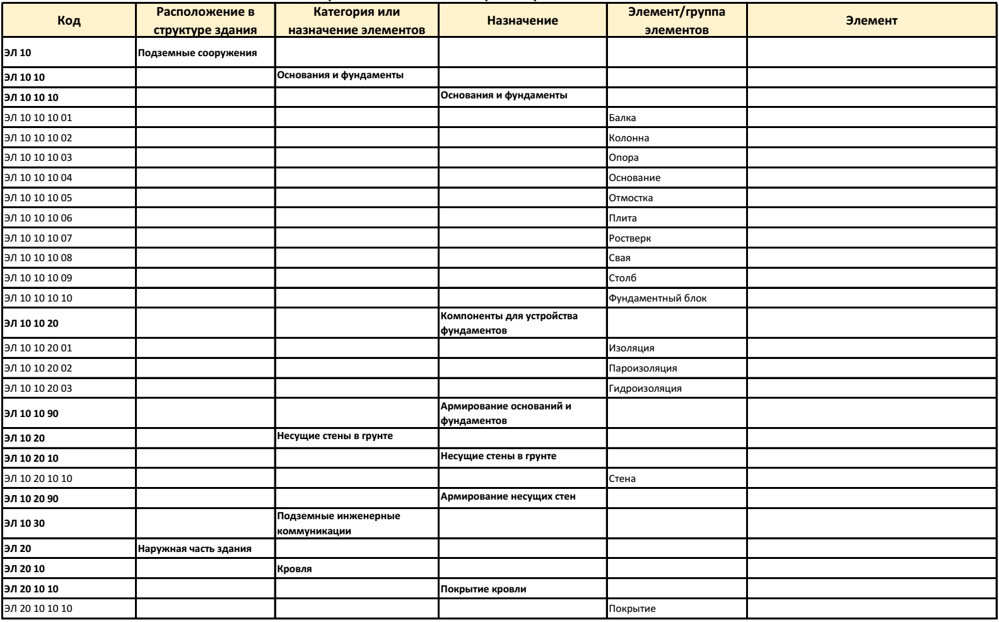 Код Расположение в структуре здания Категория или назначение элементов Назначение Элемент/группа элементов Элемент
ЭЛ 10 Подземные сооружения
ЭЛ 10 10 Основания и фундаменты
ЭЛ 10 10 10 Основания и фундаменты
ЭЛ 10 10 10 01 Балка
ЭЛ 10 10 10 02 Колонна
ЭЛ 10 10 10 03 Опора
ЭЛ 10 10 10 04 Основание
ЭЛ 10 10 10 05 Отмостка
ЭЛ 10 10 10 06 Плита
ЭЛ 10 10 10 07 Ростверк
ЭЛ 10 10 10 08 Свая
ЭЛ 10 10 10 09 Столб
ЭЛ 10 10 10 10 Фундаментный блок
ЭЛ 10 10 20 Компоненты для устройства фундаментов
ЭЛ 10 10 20 01 Изоляция
ЭЛ 10 10 20 02 Пароизоляция
ЭЛ 10 10 20 03 Гидроизоляция
ЭЛ 10 10 90 Армирование оснований и фундаментов
ЭЛ 10 20 Несущие стены в грунте
ЭЛ 10 20 10 Несущие стены в грунте
ЭЛ 10 20 10 10 Стена
ЭЛ 10 20 90 Армирование несущих стен
ЭЛ 10 30 Подземные инженерные коммуникации
ЭЛ 20 Наружная часть здания
ЭЛ 20 10 Кровля
ЭЛ 20 10 10 Покрытие кровли
ЭЛ 20 10 10 10 Покрытие